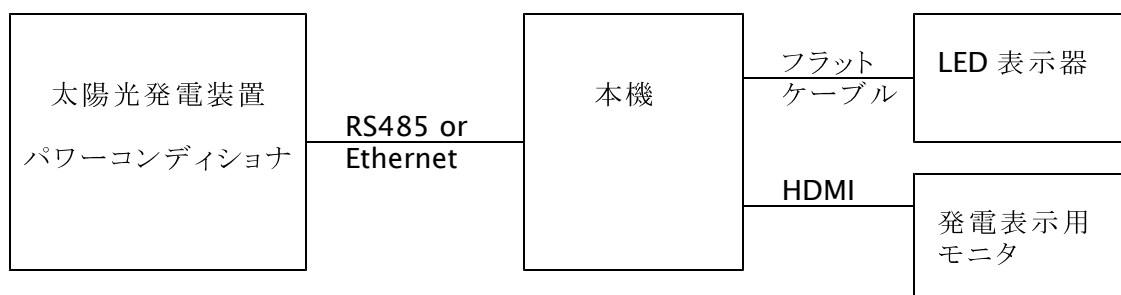 太陽光発電装置
パワーコンディショナ
RS485 or
Ethernet
本機
フラット
ケーブル
LED 表示器
HDMI
発電表示用
モニタ